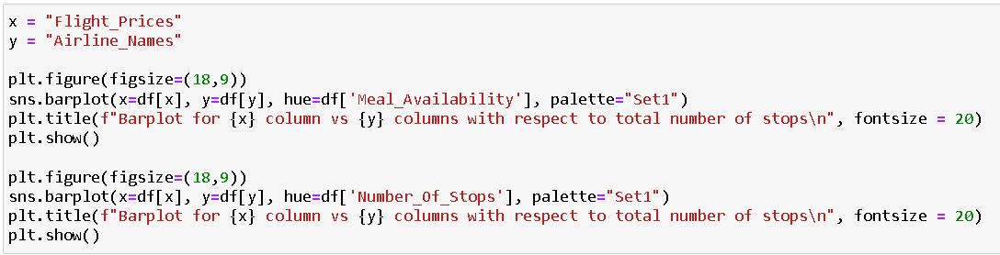 x = "Flight_Prices"
y = "Airline_Names"
plt.figure(figsize=(18,9))
sns.barplot(x=df[x], y=df[y], hue=df['Meal_Availability'], palette="Set1")
plt.title(f"Barplot for {x} column vs {y} columns with respect to total number of stops\n", fontsize = 20)
plt.show()
plt.figure(figsize=(18,9))
sns.barplot(x=df[x], y=df[y], hue=df['Number_Of_Stops'], palette="Set1")
plt.title(f"Barplot for {x} column vs {y} columns with respect to total number of stops\n", fontsize = 20)
plt.show()